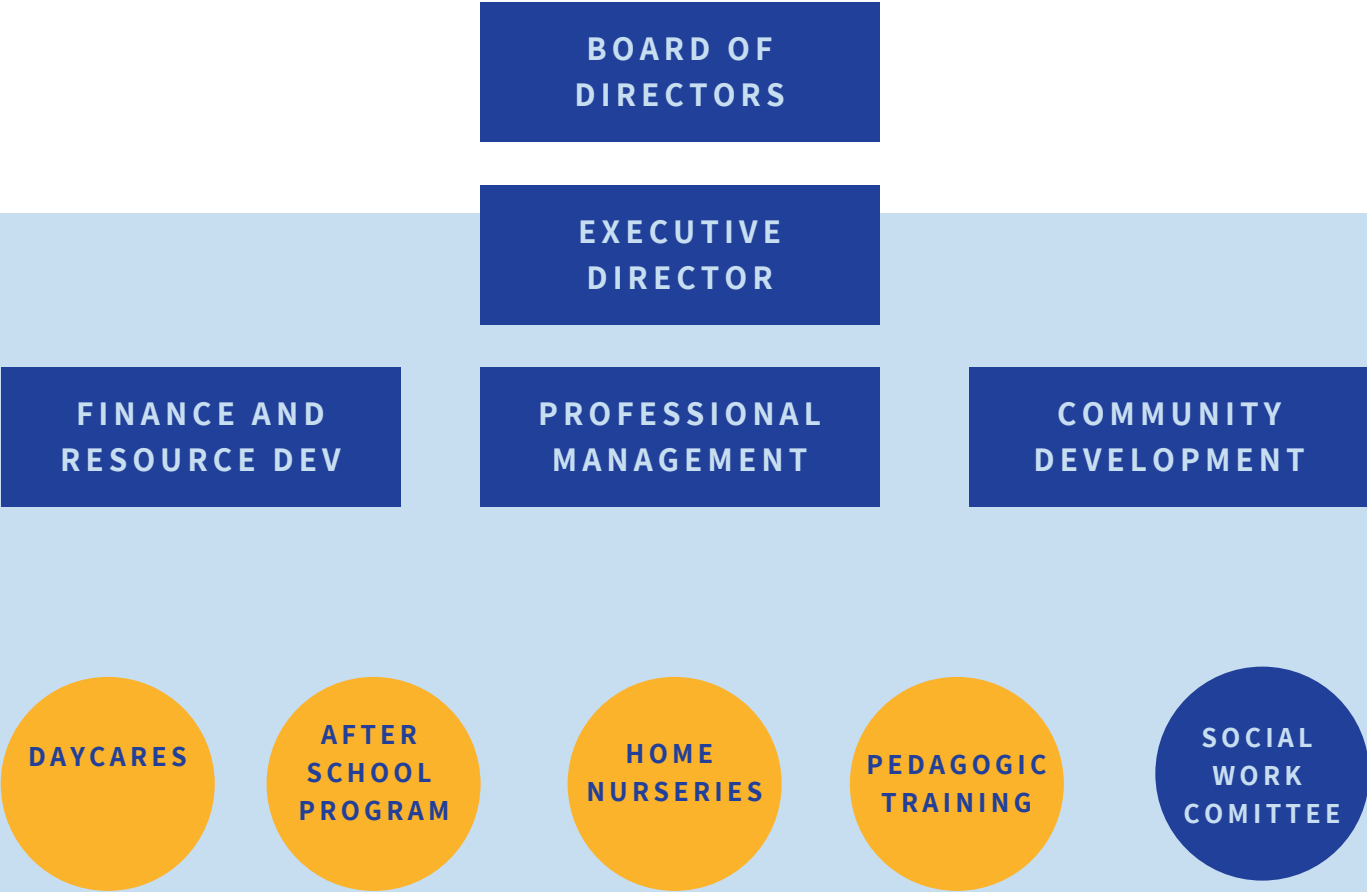 BOARD OF
DIRECTORS
EXECUTIVE
DIRECTOR
FINANCE AND
RESOURCE DEV
PROFESSIONAL
MANAGEMENT
COMMUNITY
DEVELOPMENT
DAYCARES
AFTER
SCHOOL
PROGRAM
HOME
NURSERIES
PEDAGOGIC
TRAINING
SOCIAL
WORK
COMITTEE